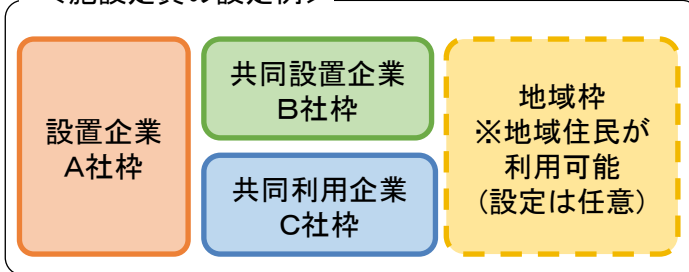 設置企業
A社枠
共同設置企業
B社枠
共同利用企業
C社枠
地域枠
※地域住民が
利用可能
(設定は任意)